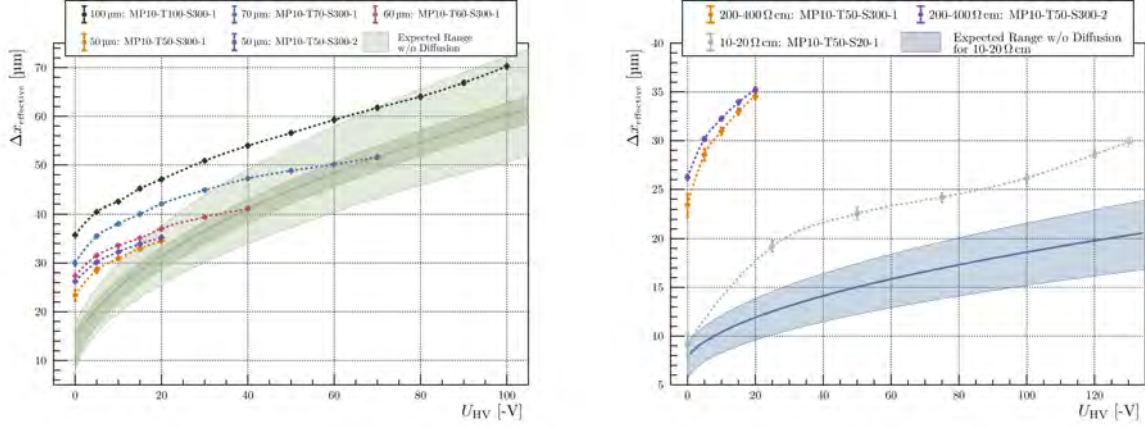 100 µm: MP10-T100-S300-1 70 µm: MP10-T70-S300-1 60 µm: MP10-T60-S300-1
50 µm: MP10-T50-S300-1 50 µm: MP10-T50-S300-2 Expected Range
w/o Diffusion
Δx_effective [µm]
70
60
50
40
30
20
10
0 20 40 60 80 100
U_HV [-V]
200-400 Ω cm: MP10-T50-S300-1 200-400 Ω cm: MP10-T50-S300-2
10-20 Ω cm: MP10-T50-S20-1 Expected Range w/o Diffusion
for 10-20 Ω cm
Δx_effective [µm]
40
35
30
25
20
15
10
5
0 20 40 60 80 100 120
U_HV [-V]